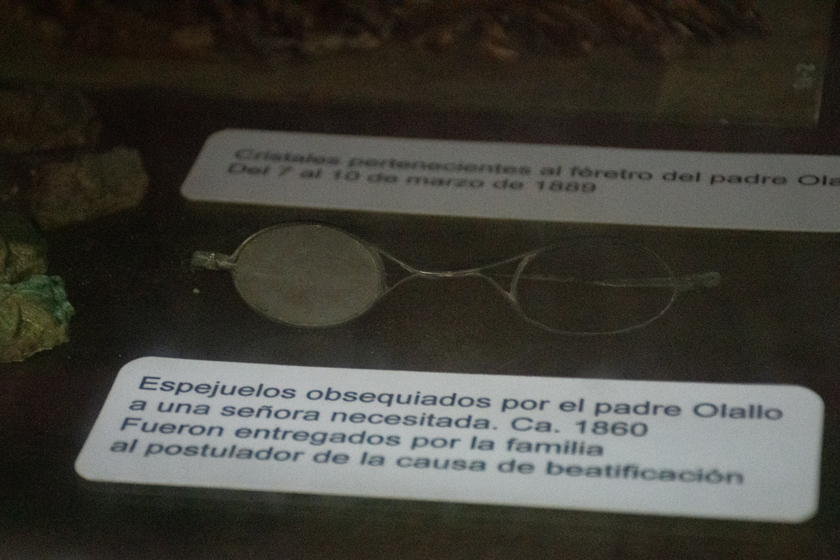 Cristales pertenecientes al féretro del padre Ola
Del 7 al 10 de marzo de 1889
Espejuelos obsequiados por el padre Olallo
a una señora necesitada. Ca. 1860
Fueron entregados por la familia
al postulador de la causa de beatificación